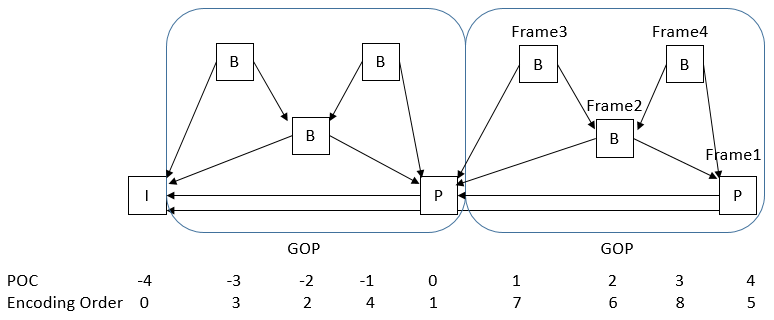 Frame3 Frame4
B B B B
Frame2
B B
Frame1
I P P
GOP GOP
POC -4 -3 -2 -1 0 1 2 3 4
Encoding Order 0 3 2 4 1 7 6 8 5